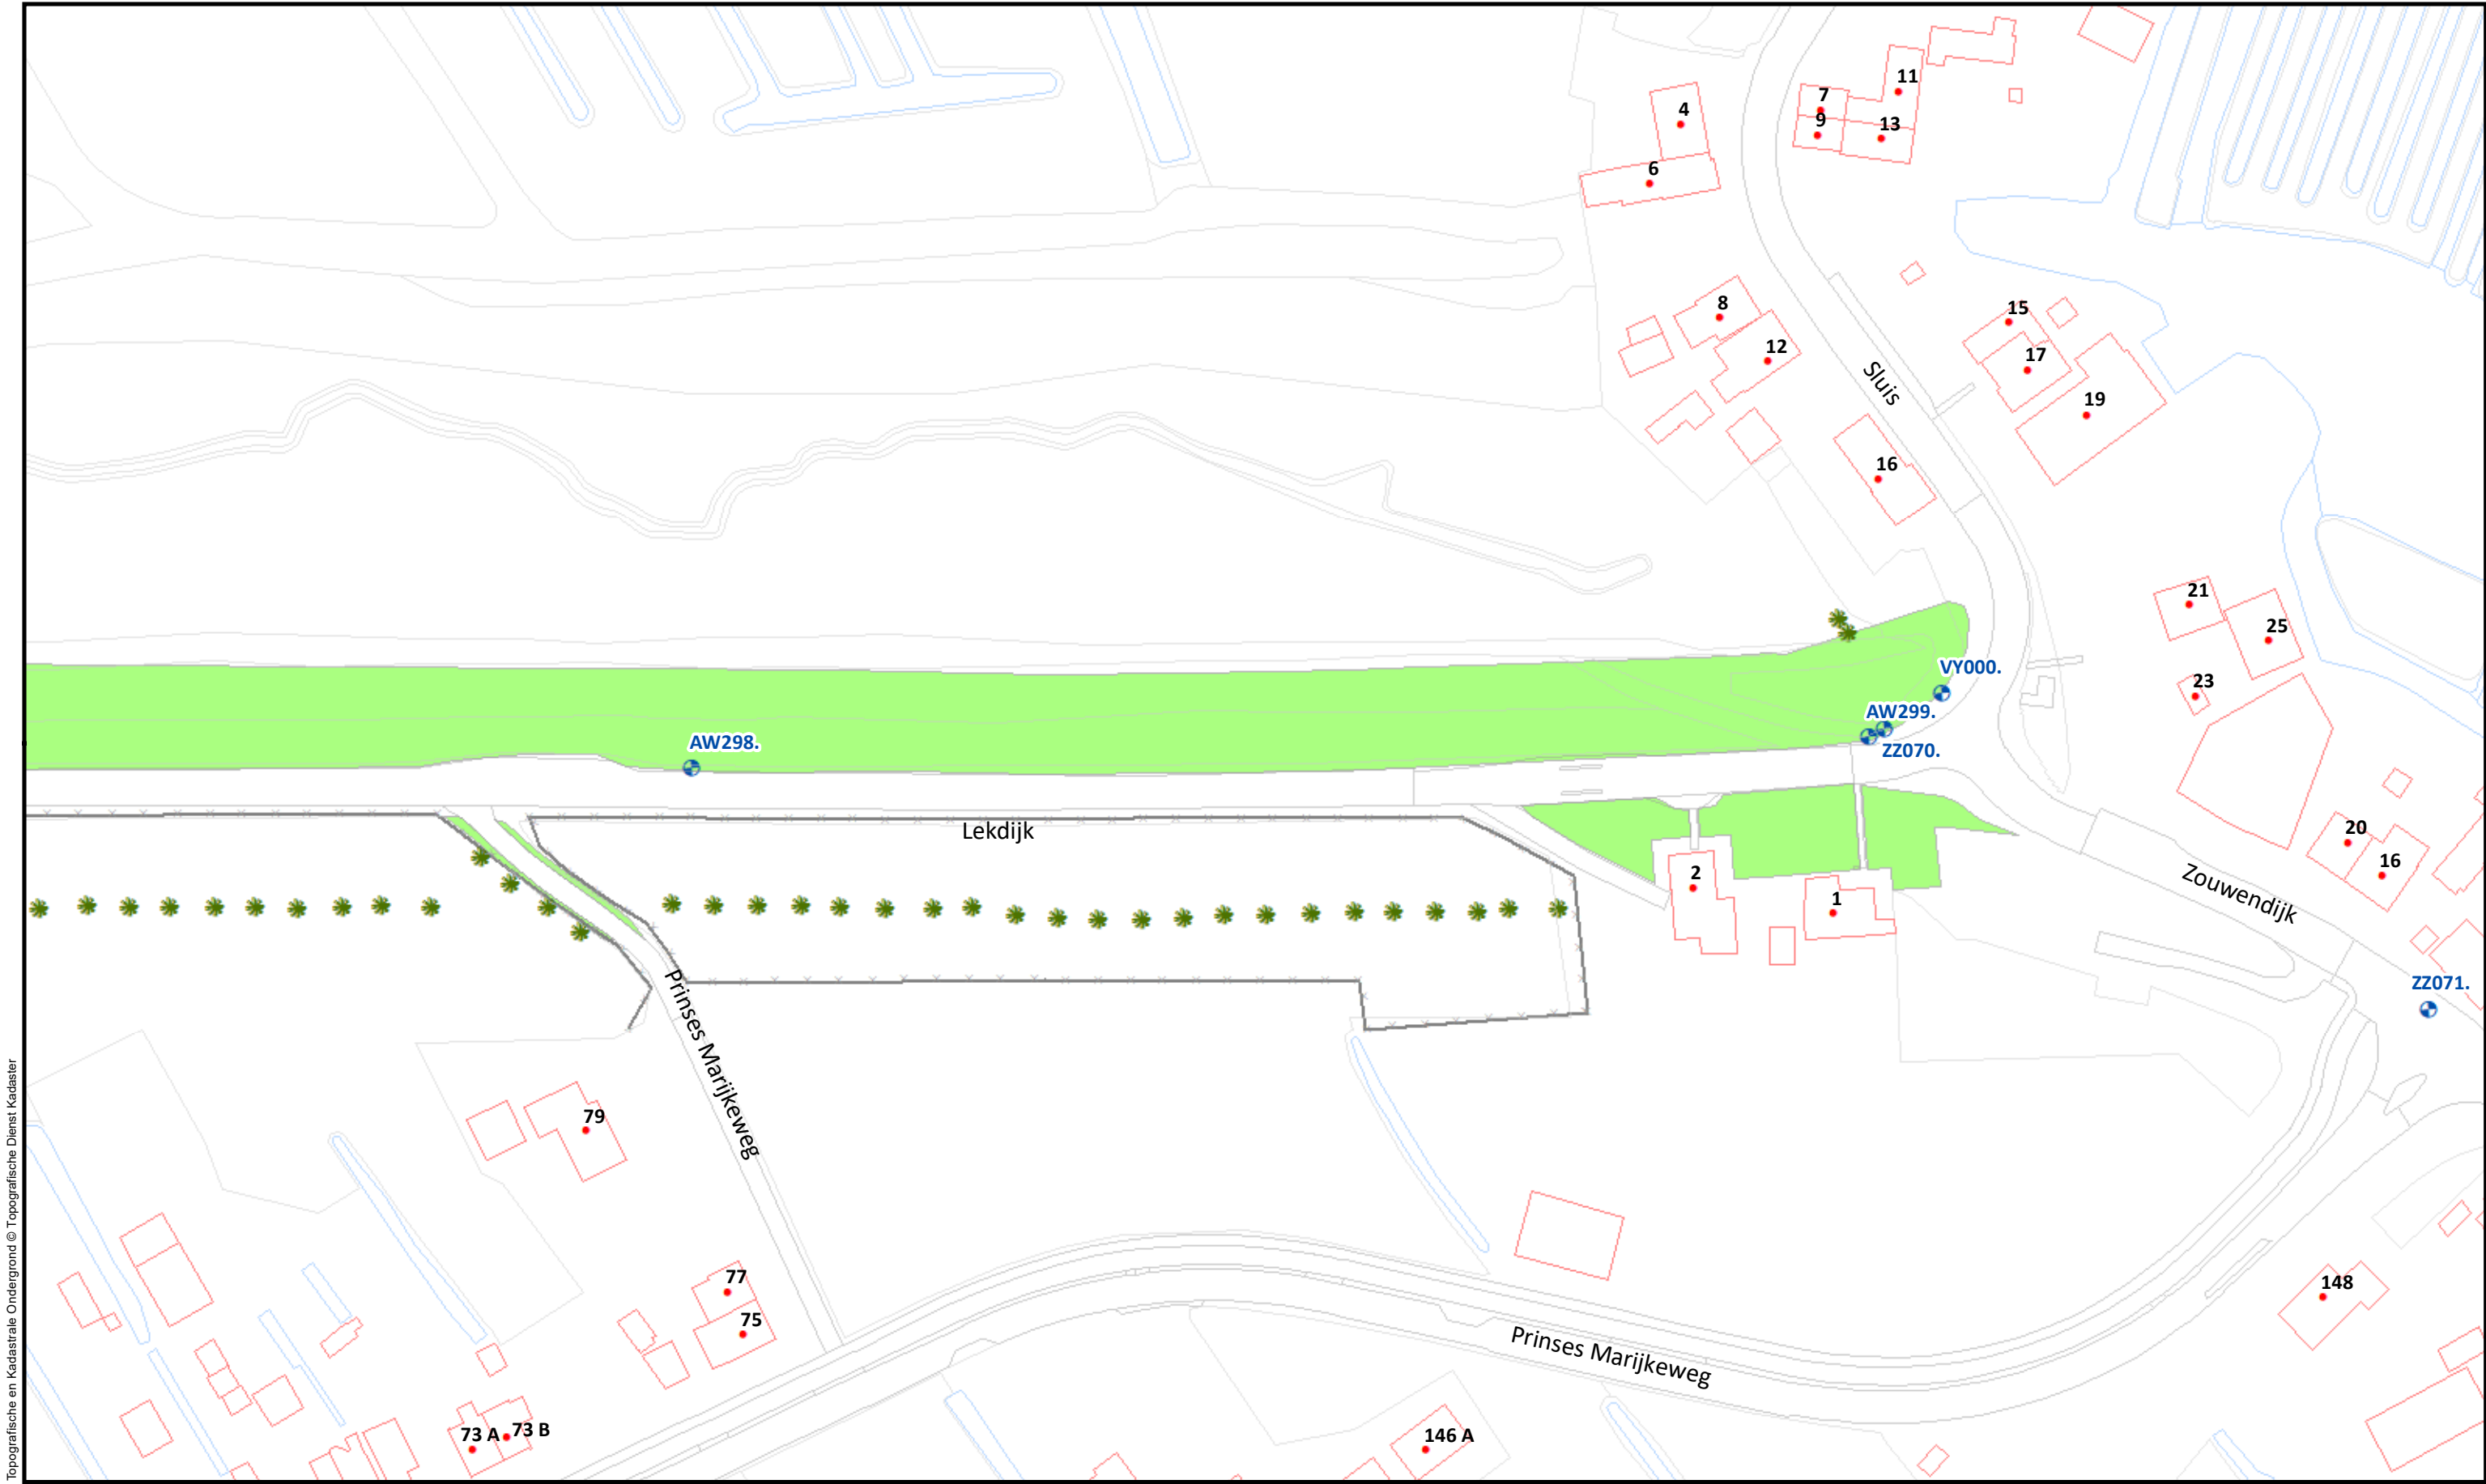 11
7
4
9
13
6
8
15
12
17
Sluis
19
16
21
25
VY000.
23
AW299.
AW298.
ZZ070.
Lekdijk
20
16
2
Zouwendijk
1
ZZ071.
Prinses Marijkeweg
79
77
148
75
Prinses Marijkeweg
73 A
73 B
146 A
Topografische en Kadastrale Ondergrond © Topografische Dienst Kadaster